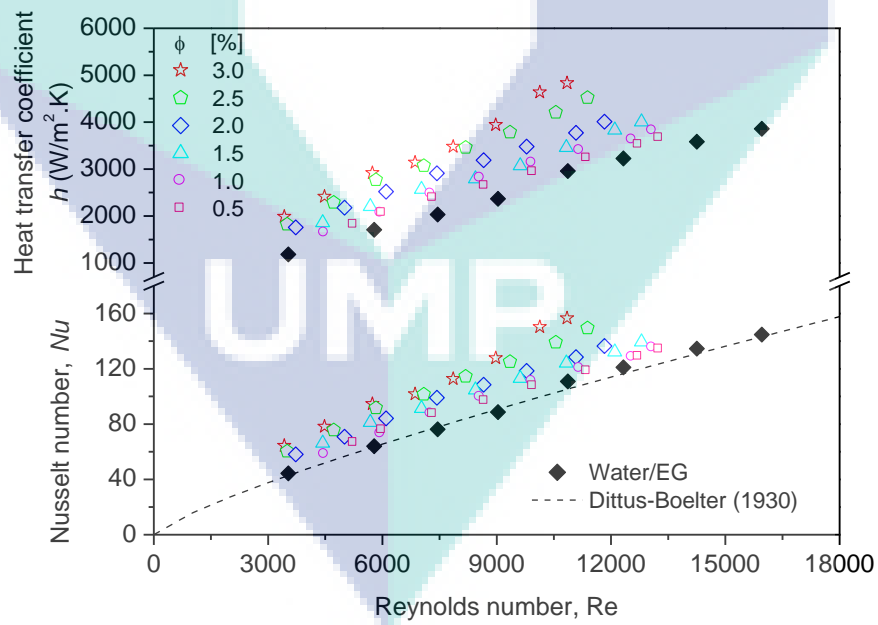 Heat transfer coefficient
h (W/m².K)
6000
5000
4000
3000
2000
1000
ϕ [%]
3.0
2.5
2.0
1.5
1.0
0.5
UMP
Nusselt number, Nu
160
120
80
40
0
Water/EG
Dittus-Boelter (1930)
0 3000 6000 9000 12000 15000 18000
Reynolds number, Re